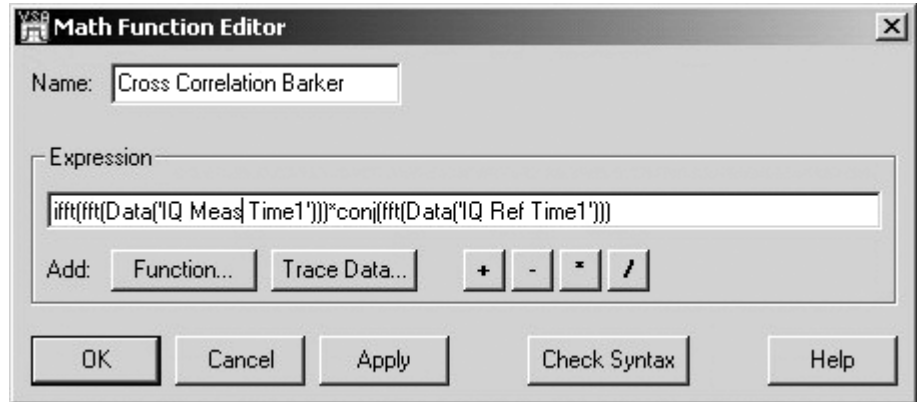 VSA Math Function Editor
Name: Cross Correlation Barker
Expression
ifft(fft(Data('IQ Meas Time1')))*conj(fft(Data('IQ Ref Time1')))
Add: Function... Trace Data... + - * /
OK Cancel Apply Check Syntax Help